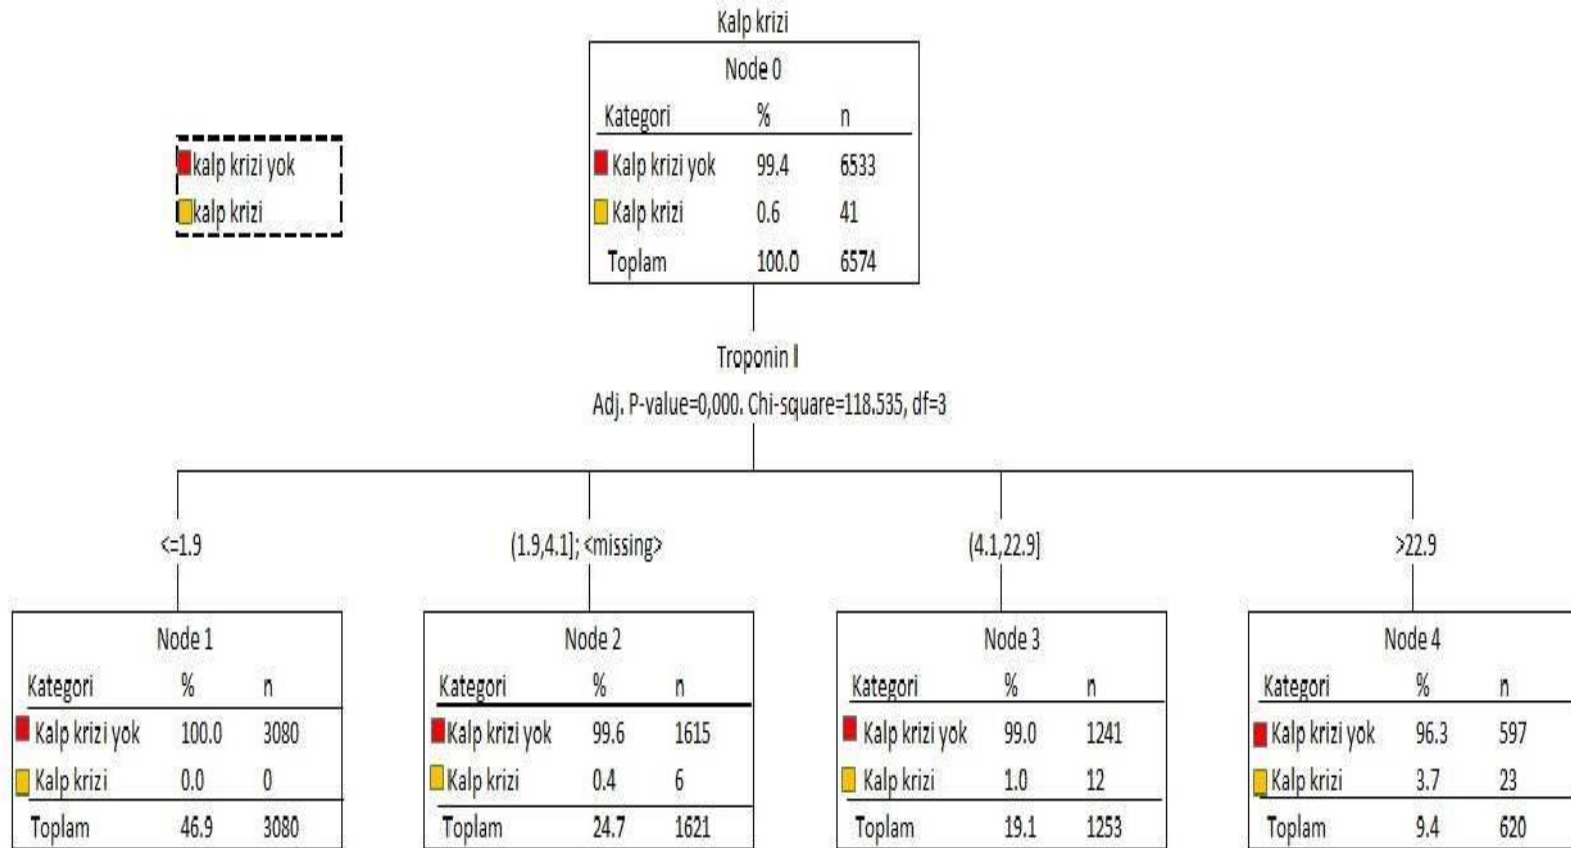 Kalp krizi
Node 0
Kategori % n
Kalp krizi yok 99.4 6533
Kalp krizi 0.6 41
Toplam 100.0 6574
kalp krizi yok
kalp krizi
Troponin I
Adj. P-value=0,000. Chi-square=118.535, df=3
<=1.9
(1.9,4.1]; <missing>
(4.1,22.9]
>22.9
Node 1
Kategori % n
Kalp krizi yok 100.0 3080
Kalp krizi 0.0 0
Toplam 46.9 3080
Node 2
Kategori % n
Kalp krizi yok 99.6 1615
Kalp krizi 0.4 6
Toplam 24.7 1621
Node 3
Kategori % n
Kalp krizi yok 99.0 1241
Kalp krizi 1.0 12
Toplam 19.1 1253
Node 4
Kategori % n
Kalp krizi yok 96.3 597
Kalp krizi 3.7 23
Toplam 9.4 620